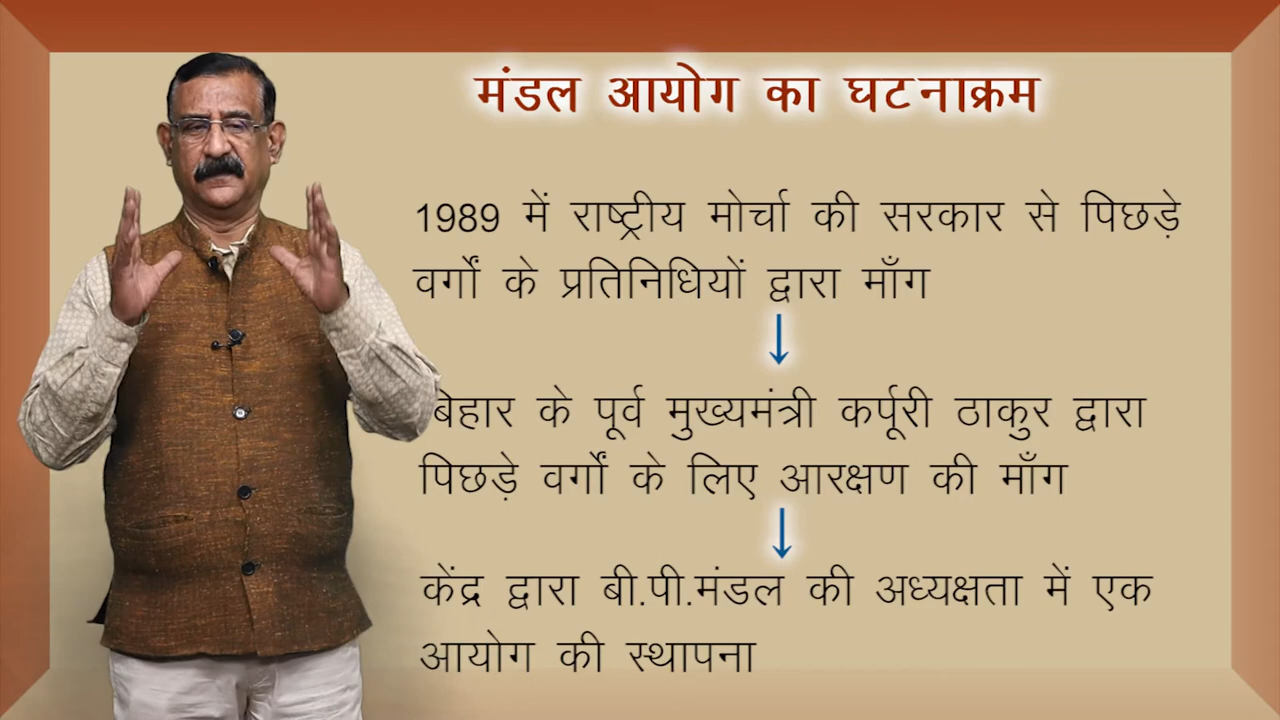 मंडल आयोग का घटनाक्रम
1989 में राष्ट्रीय मोर्चा की सरकार से पिछड़े
वर्गों के प्रतिनिधियों द्वारा माँग
↓
बिहार के पूर्व मुख्यमंत्री कर्पूरी ठाकुर द्वारा
पिछड़े वर्गों के लिए आरक्षण की माँग
↓
केंद्र द्वारा बी.पी.मंडल की अध्यक्षता में एक
आयोग की स्थापना